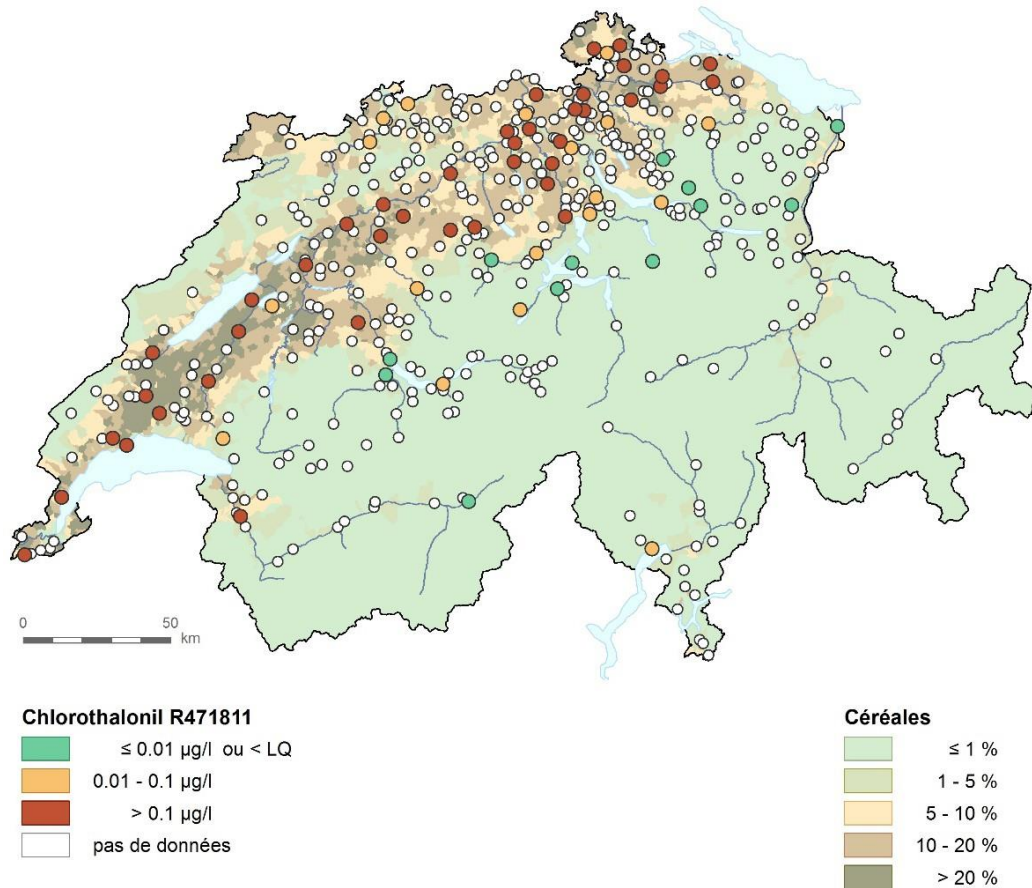 0 50
km
Chlorothalonil R471811
≤ 0.01 µg/l ou < LQ
0.01 - 0.1 µg/l
> 0.1 µg/l
pas de données
Céréales
≤ 1 %
1 - 5 %
5 - 10 %
10 - 20 %
> 20 %